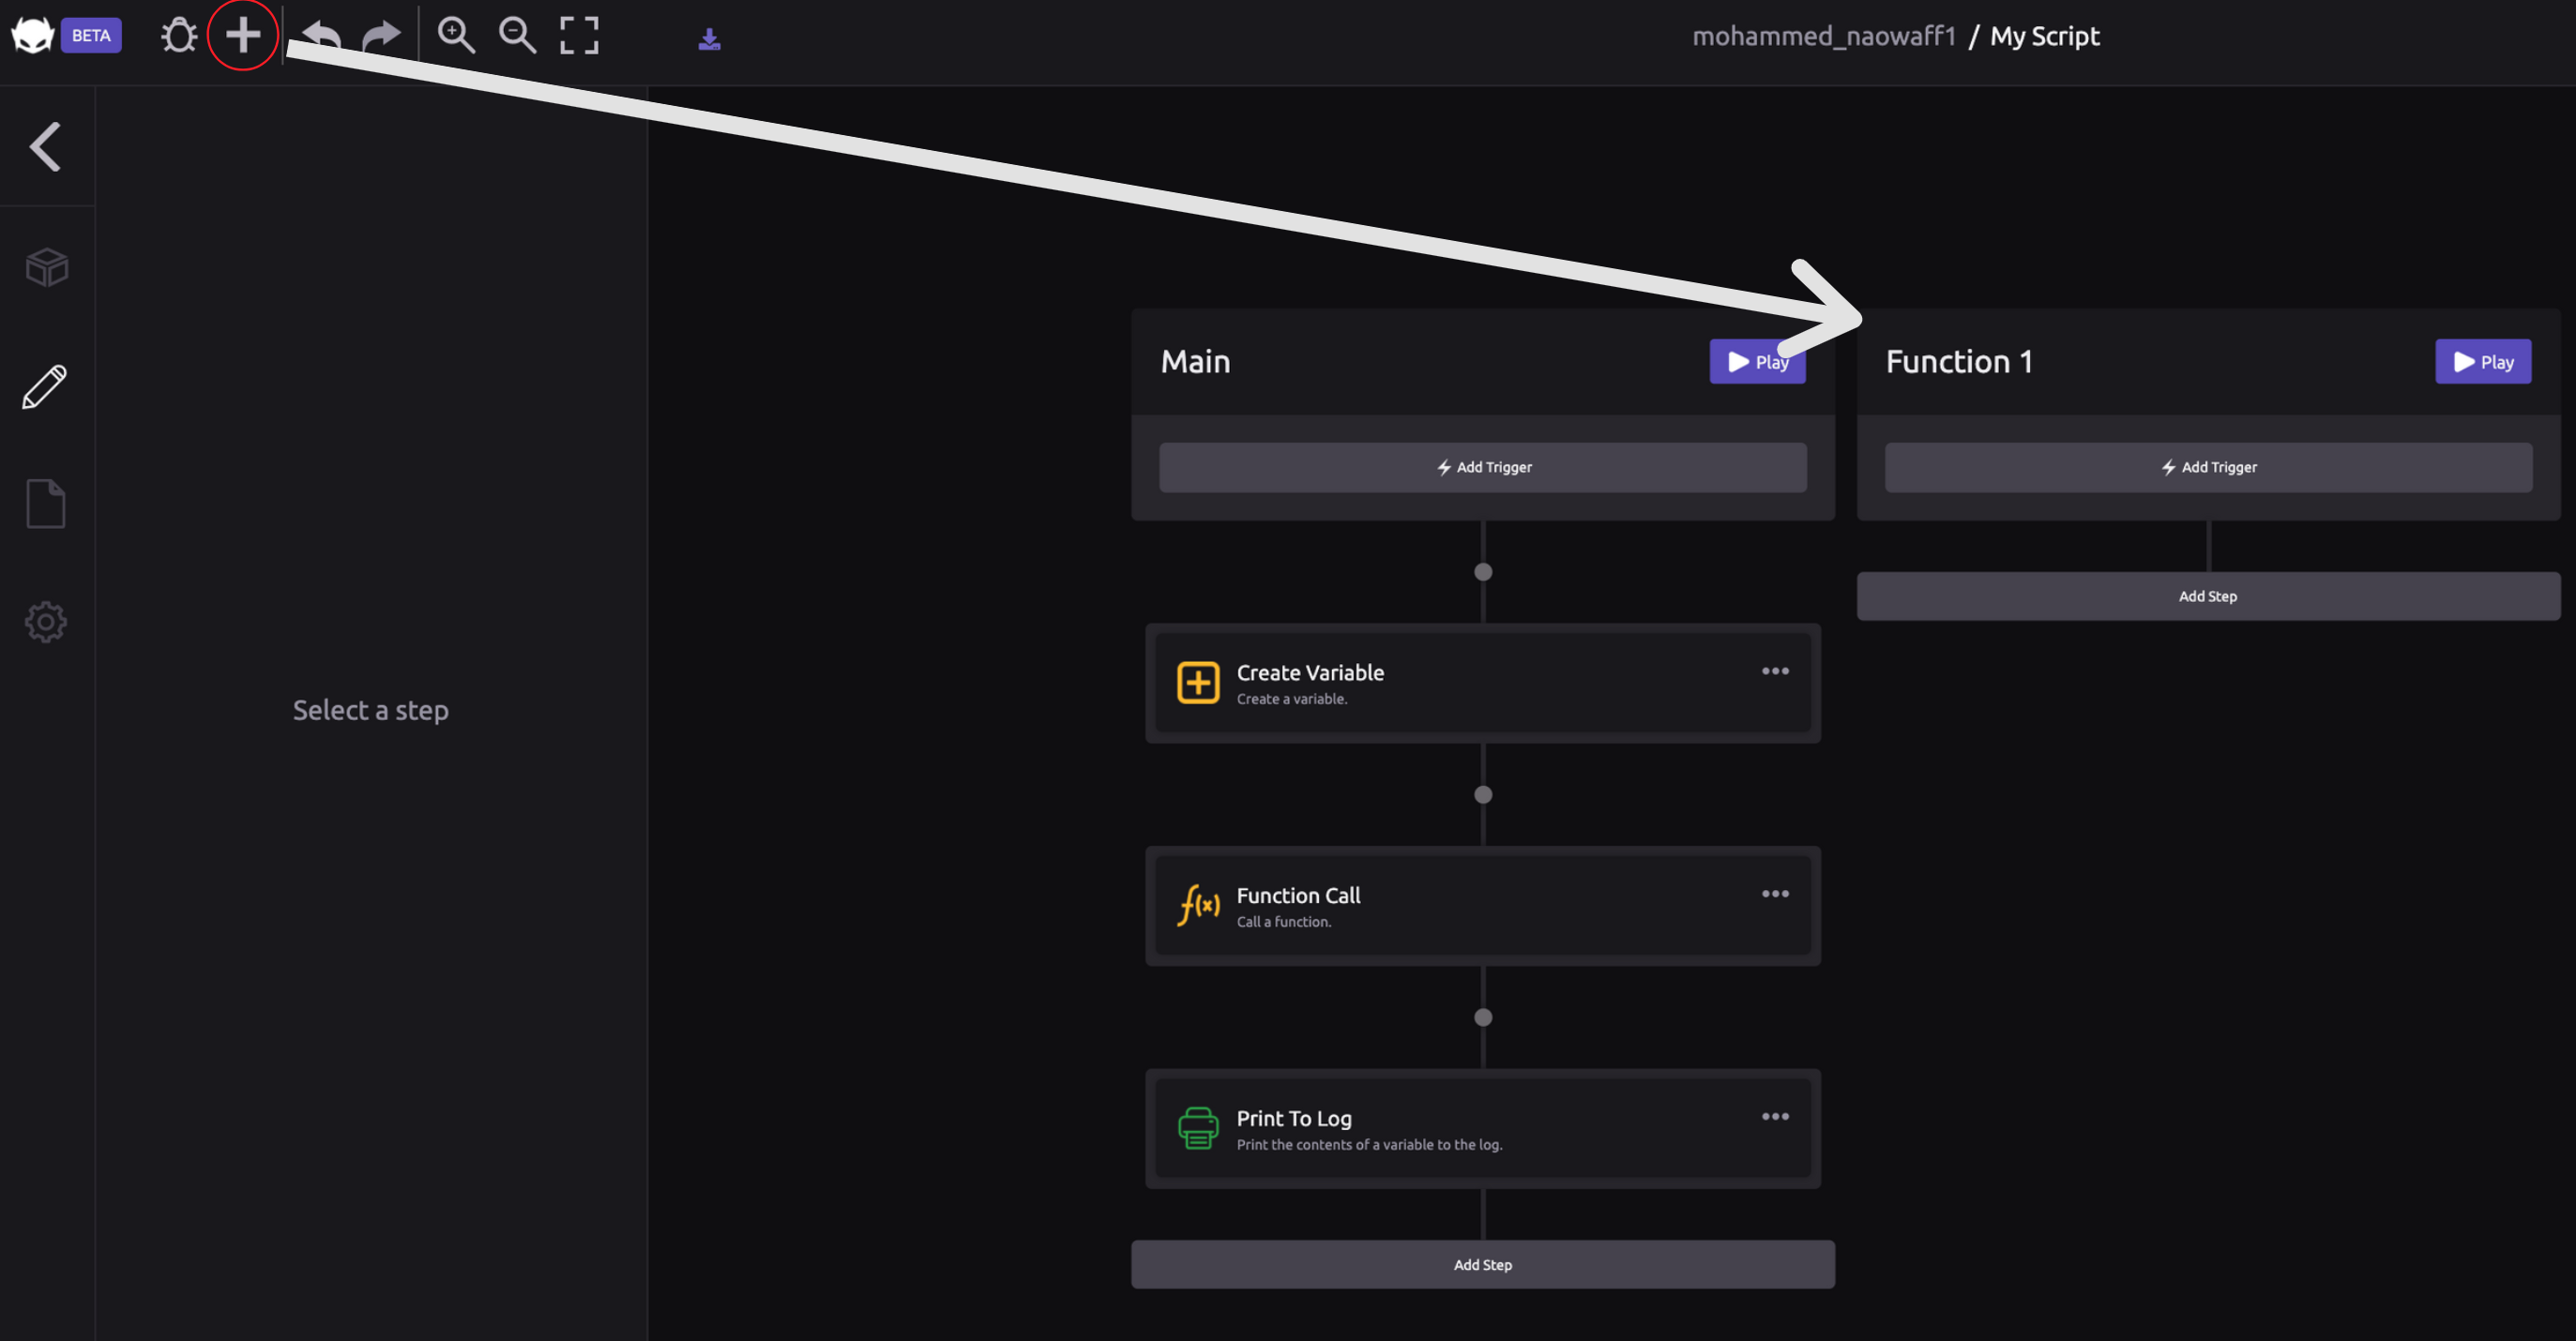 BETA
mohammed_naowaff1 / My Script
Main
Play
Function 1
Play
Add Trigger
Add Trigger
Add Step
Create Variable
Create a variable.
Select a step
Function Call
f(x)
Call a function.
Print To Log
Print the contents of a variable to the log.
Add Step